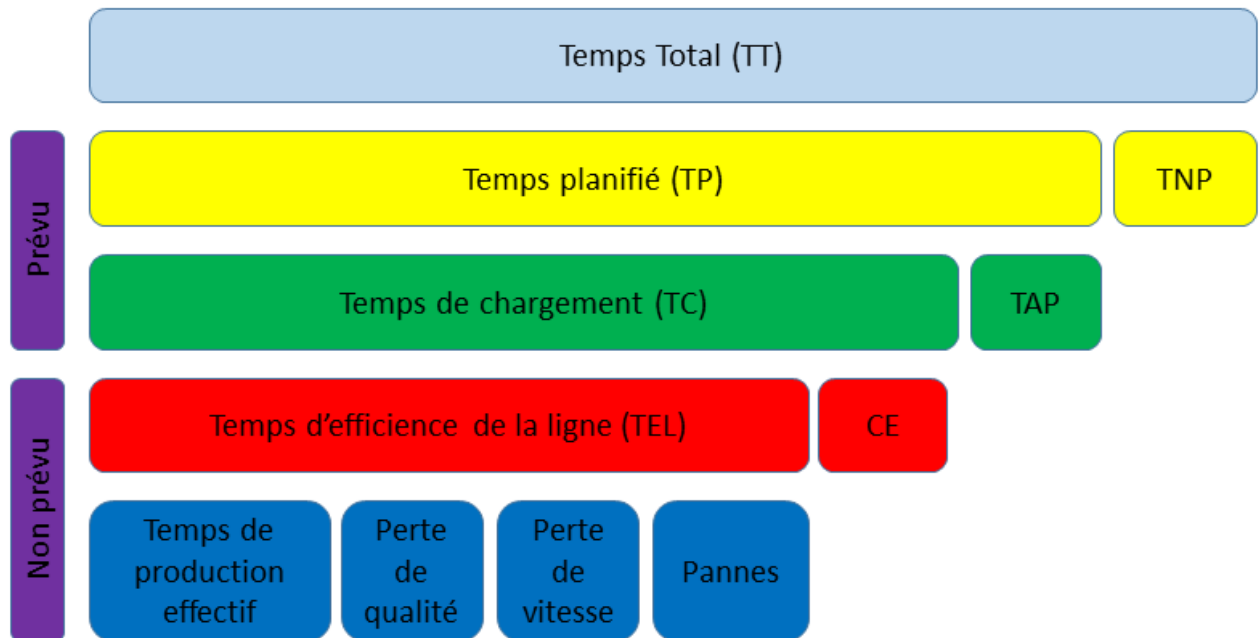 Temps Total (TT)
Prévu
Temps planifié (TP)
TNP
Temps de chargement (TC)
TAP
Non prévu
Temps d’efficience de la ligne (TEL)
CE
Temps de
production
effectif
Perte
de
qualité
Perte
de
vitesse
Pannes